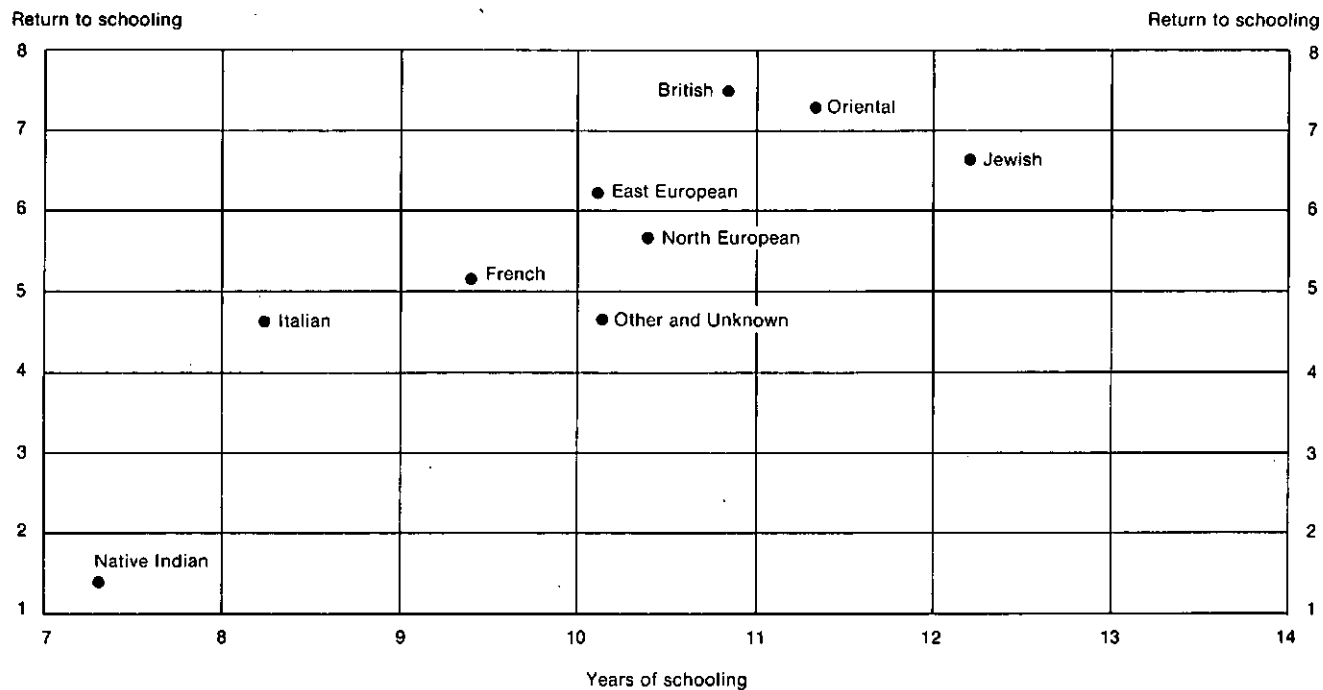 Return to schooling Return to schooling
8 8
British
Oriental
7 7
Jewish
East European
6 6
North European
French
5 5
Italian Other and Unknown
4 4
3 3
2 2
Native Indian
1 1
7 8 9 10 11 12 13 14
Years of schooling